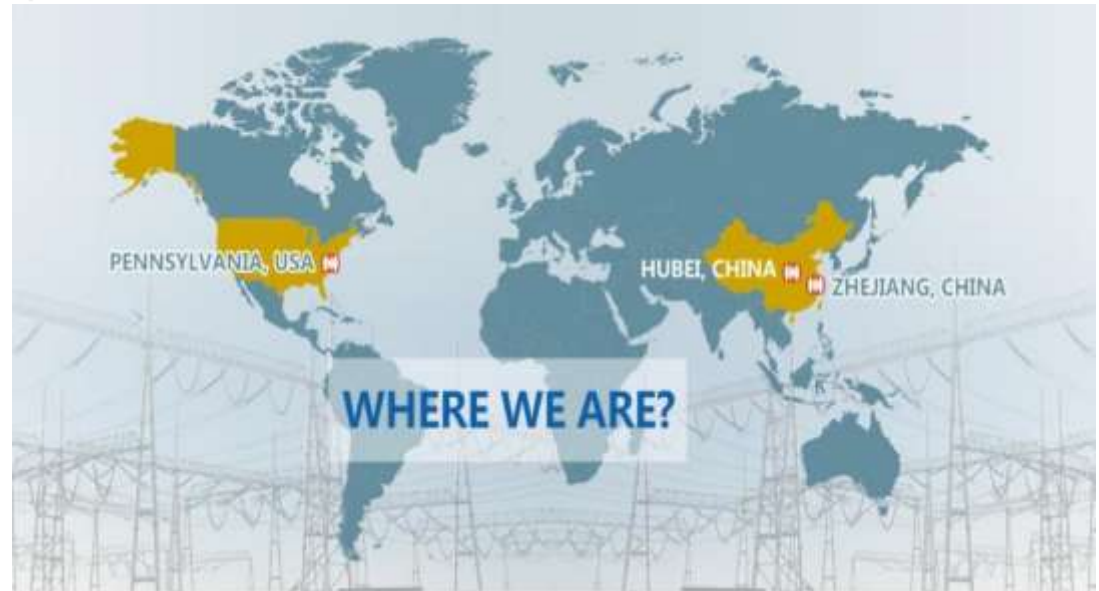 PENNSYLVANIA, USA
HUBEI, CHINA
ZHEJIANG, CHINA
WHERE WE ARE?